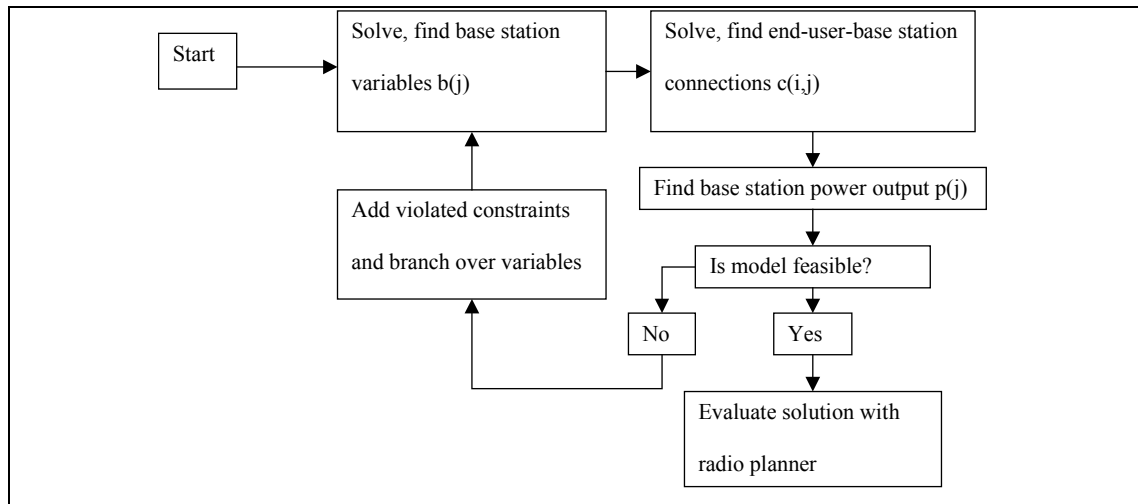 Start
Solve, find base station
variables b(j)
Solve, find end-user-base station
connections c(i,j)
Find base station power output p(j)
Add violated constraints
and branch over variables
Is model feasible?
No
Yes
Evaluate solution with
radio planner